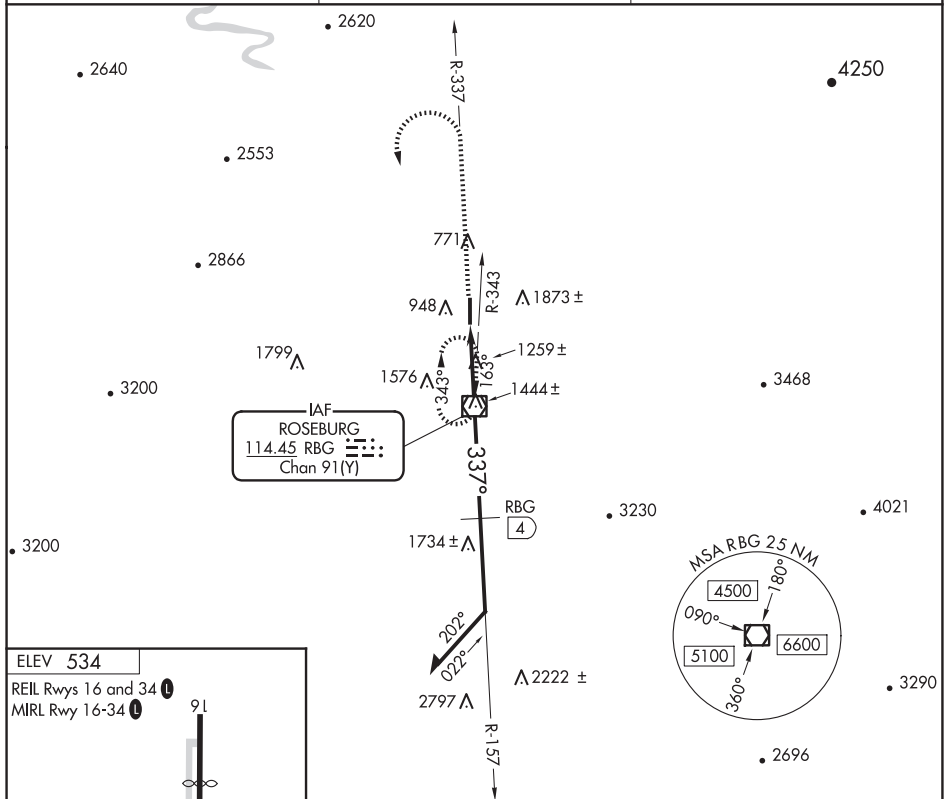 2620
2640
R-337
4250
2553
771
2866
R-343
948
1873 ±
1799
1259 ±
163°
343°
1576
3468
1444 ±
3200
IAF
ROSEBURG
114.45 RBG
Chan 91(Y)
337°
RBG
4
3230
4021
1734 ±
3200
MSA RBG 25 NM
4500
180°
090°
6600
5100
360°
202°
022°
2222 ±
2797
3290
R-157
2696
ELEV 534
REIL Rwys 16 and 34 L
MIRL Rwy 16-34 L
16